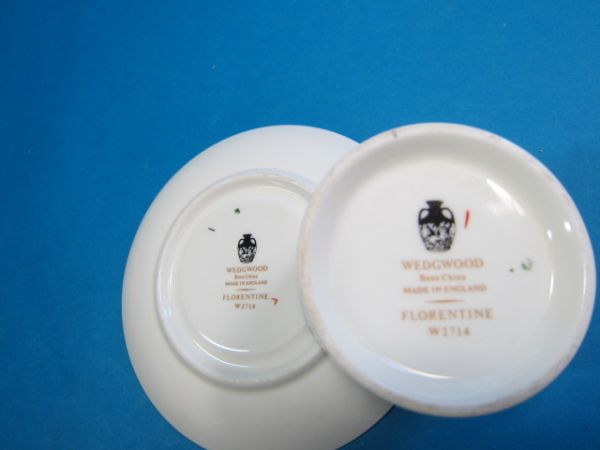 WEDGWOOD
Bone China
MADE IN ENGLAND
FLORENTINE
W2714
WEDGWOOD
Bone China
MADE IN ENGLAND
FLORENTINE
W2714